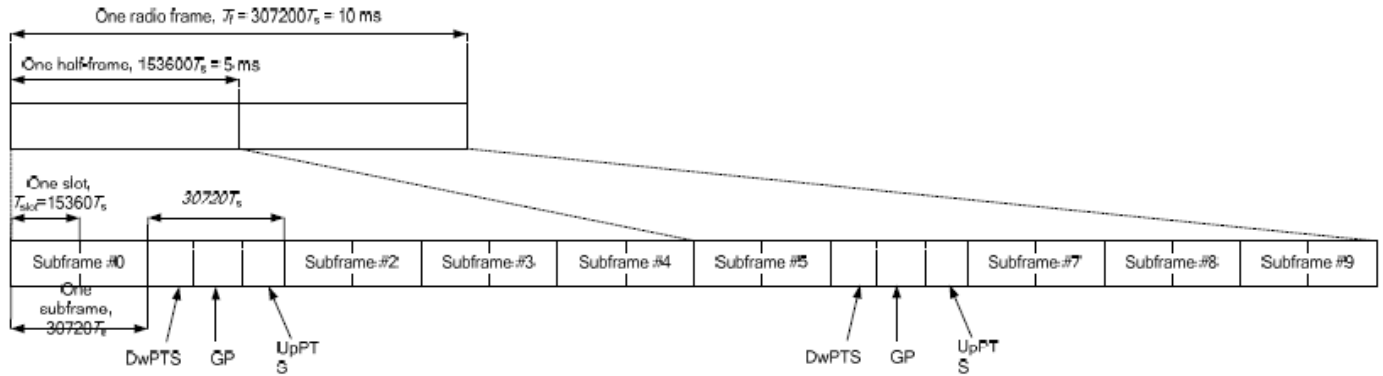 One radio frame, Tf = 307200Ts = 10 ms
One half-frame, 153600Ts = 5 ms
One slot,
Tslot=15360Ts
30720Ts
Subframe #0
Subframe #2
Subframe #3
Subframe #4
Subframe #5
Subframe #7
Subframe #8
Subframe #9
One
subframe,
30720Ts
DwPTS
GP
UpPT
S
DwPTS
GP
UpPT
S